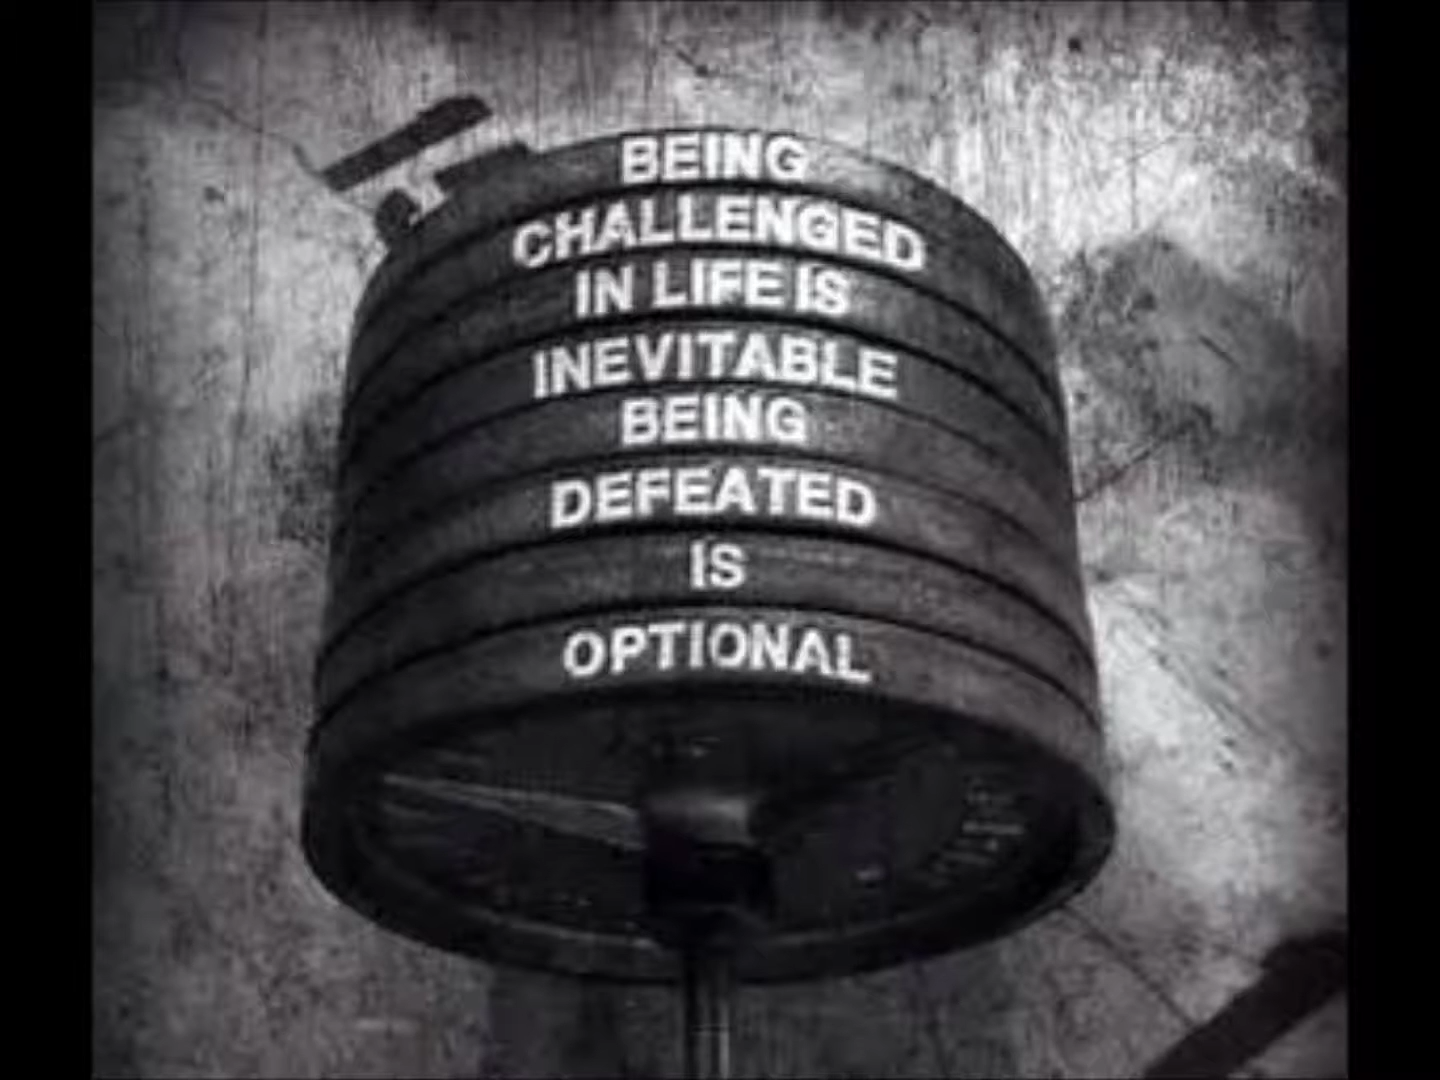 BEING
CHALLENGED
IN LIFE IS
INEVITABLE
BEING
DEFEATED
IS
OPTIONAL